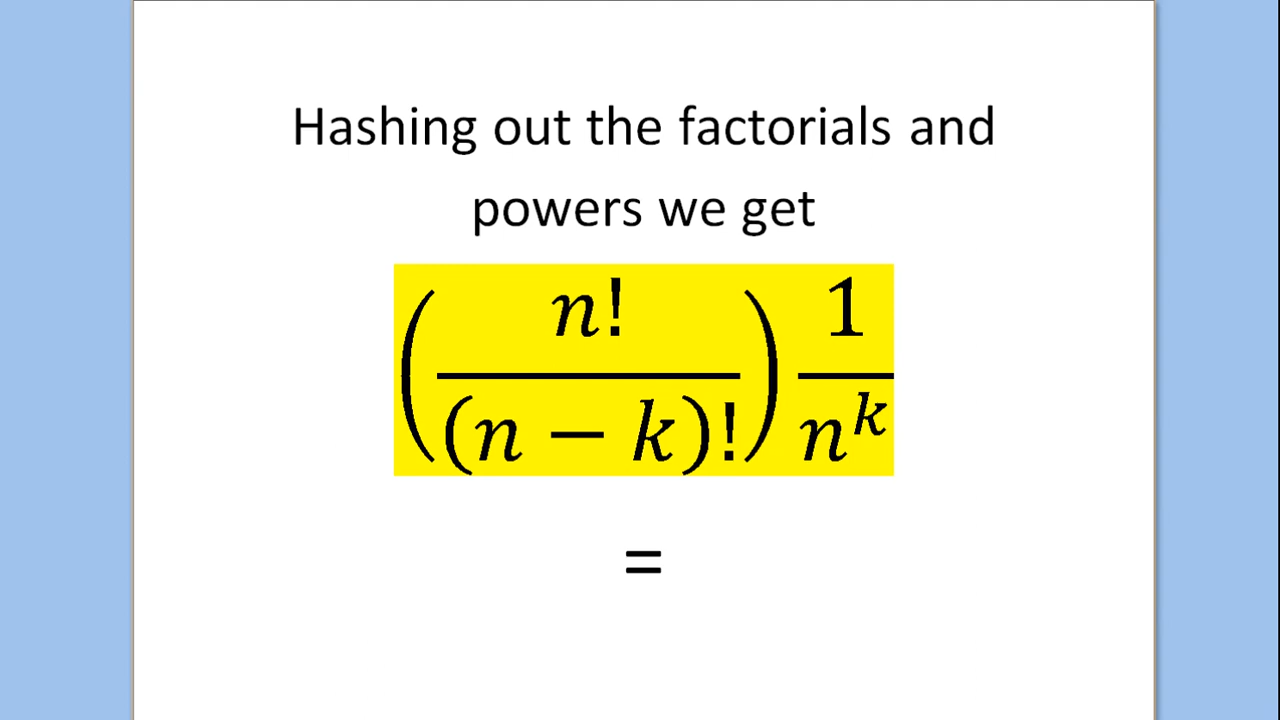 Hashing out the factorials and
powers we get
(n!/(n − k)!) 1/n^k
=